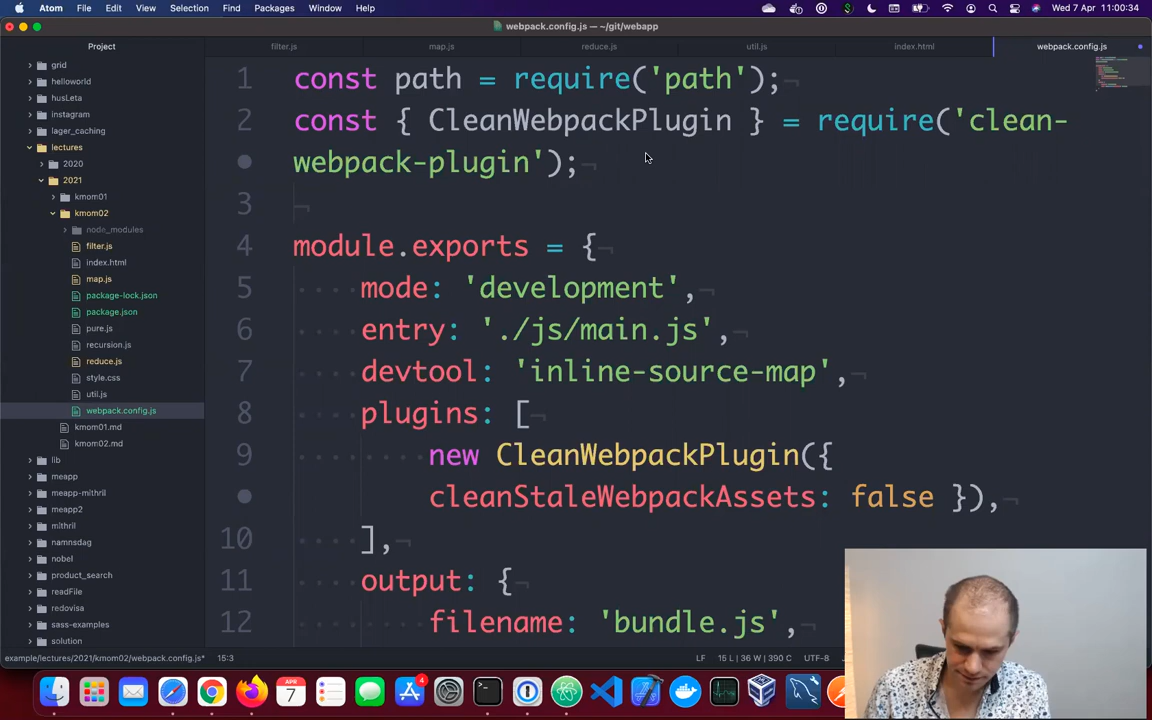 Atom File Edit View Selection Find Packages Window Help Wed 7 Apr 11:00:34
webpack.config.js — ~/git/webapp
Project filter.js map.js reduce.js util.js index.html webpack.config.js
grid
helloworld
husLeta
instagram
lager_caching
lectures
2020
2021
kmom01
kmom02
node_modules
filter.js
index.html
map.js
package-lock.json
package.json
pure.js
recursion.js
reduce.js
style.css
util.js
webpack.config.js
kmom01.md
kmom02.md
lib
meapp
meapp-mithril
meapp2
mithril
namnsdag
nobel
product_search
readFile
redovisa
sass-examples
solution
1 const path = require('path');¬
2 const { CleanWebpackPlugin } = require('clean-
• webpack-plugin');¬
3 ¬
4 module.exports = {¬
5 ····mode: 'development',¬
6 ····entry: './js/main.js',¬
7 ····devtool: 'inline-source-map',¬
8 ····plugins: [¬
9 ········new CleanWebpackPlugin({
• cleanStaleWebpackAssets: false }),¬
10 ····],¬
11 ····output: {¬
12 ········filename: 'bundle.js',¬
example/lectures/2021/kmom02/webpack.config.js* 15:3 LF 15 L | 36 W | 390 C UTF-8
APR
7
4